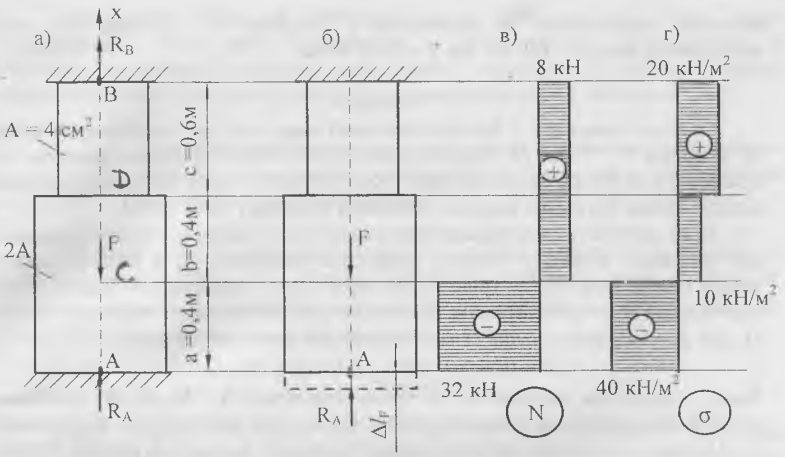 а)
x
R_B
B
A = 4 см²
D
F
2A
C
A
R_A
c =0,6м
b=0,4м
a=0,4м
б)
F
A
R_A
Δl_F
в)
8 кН
+
−
32 кН
N
г)
20 кН/м²
+
10 кН/м²
−
40 кН/м²
σ